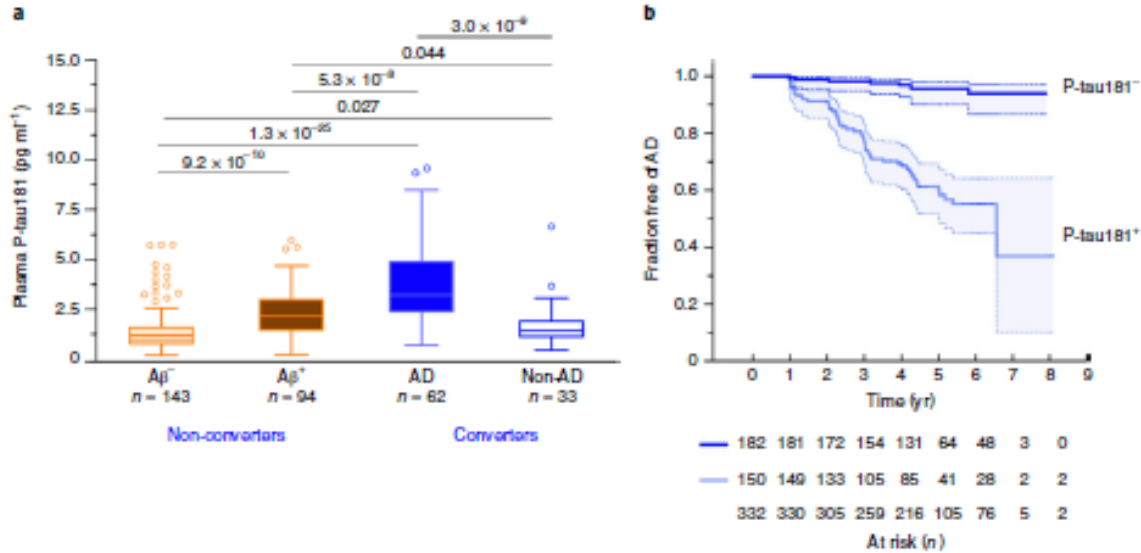 a
3.0 × 10⁻⁹
0.044
5.3 × 10⁻⁸
0.027
1.3 × 10⁻²⁵
9.2 × 10⁻¹⁰
Plasma P-tau181 (pg ml⁻¹)
15.0
12.5
10.0
7.5
5.0
2.5
0
Aβ⁻ Aβ⁺ AD Non-AD
n = 143 n = 94 n = 62 n = 33
Non-converters Converters
b
Fraction free of AD
1.0
0.8
0.6
0.4
0.2
0
P-tau181⁻
P-tau181⁺
0 1 2 3 4 5 6 7 8 9
Time (yr)
182 181 172 154 131 64 48 3 0
150 149 133 105 85 41 28 2 2
332 330 305 259 216 105 76 5 2
At risk (n)